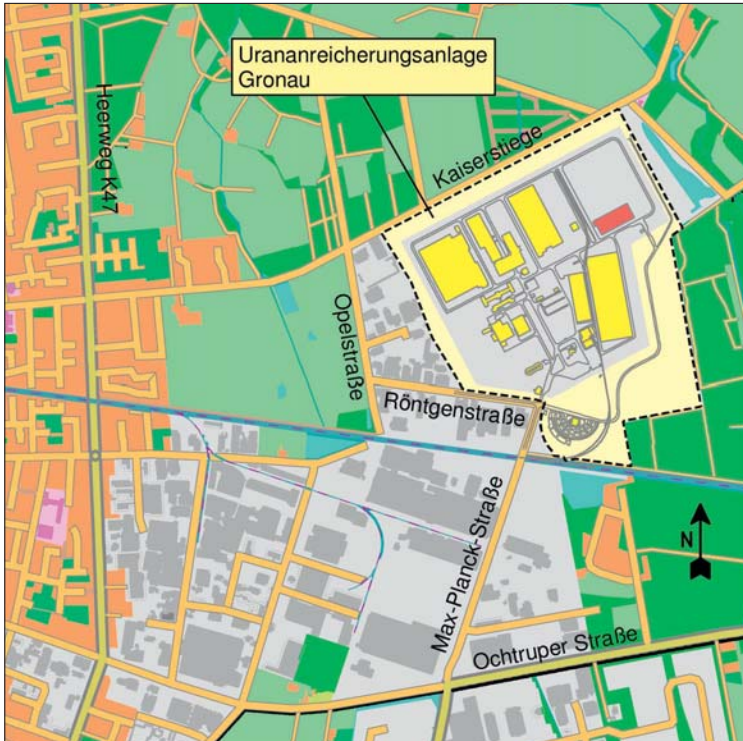 Urananreicherungsanlage
Gronau
Heerweg K47
Kaiserstiege
Opelstraße
Röntgenstraße
Max-Planck-Straße
N
Ochtruper Straße